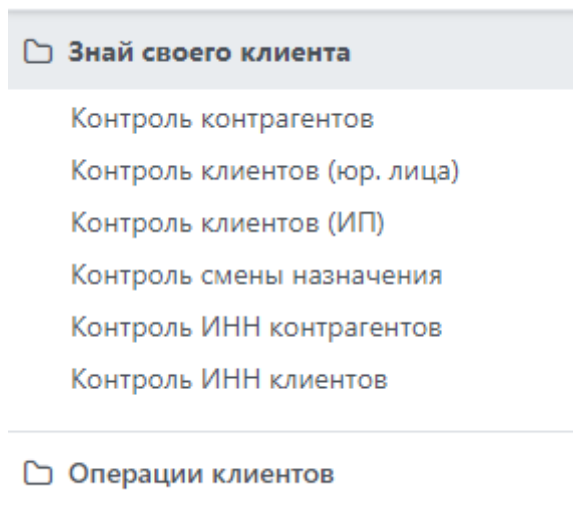 Знай своего клиента
Контроль контрагентов
Контроль клиентов (юр. лица)
Контроль клиентов (ИП)
Контроль смены назначения
Контроль ИНН контрагентов
Контроль ИНН клиентов
Операции клиентов